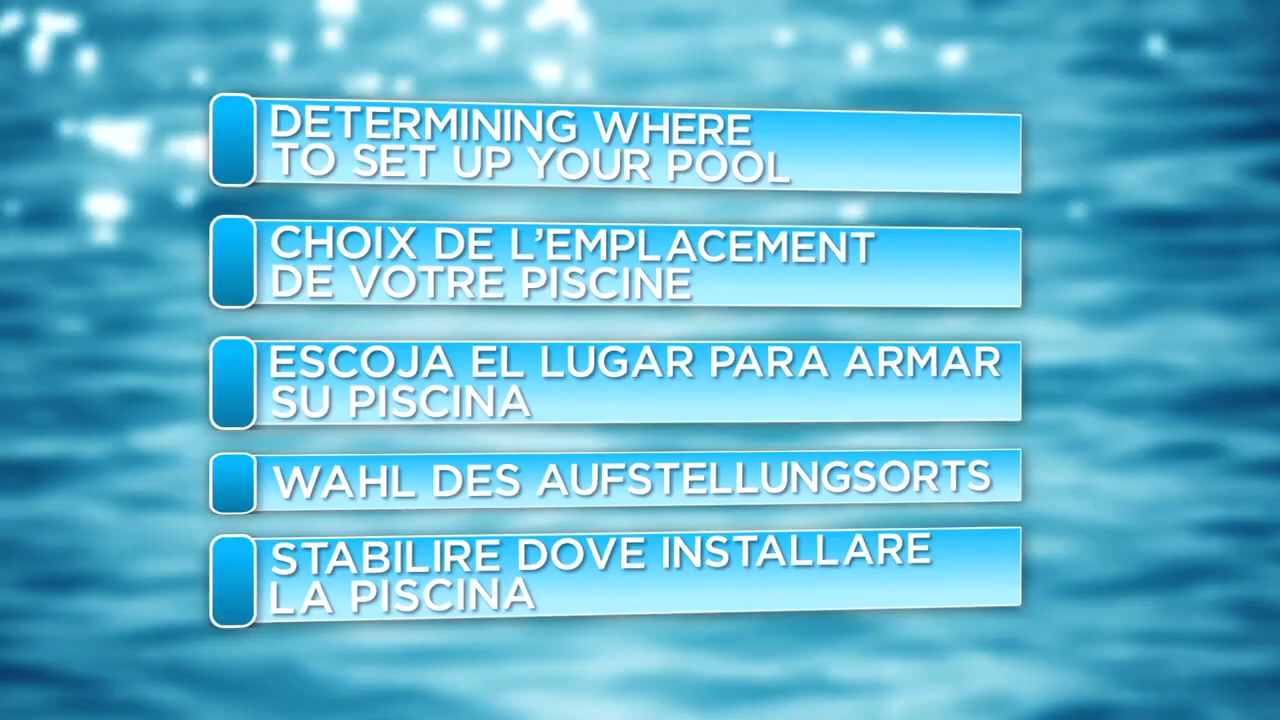 DETERMINING WHERE
TO SET UP YOUR POOL
CHOIX DE L'EMPLACEMENT
DE VOTRE PISCINE
ESCOJA EL LUGAR PARA ARMAR
SU PISCINA
WAHL DES AUFSTELLUNGSORTS
STABILIRE DOVE INSTALLARE
LA PISCINA